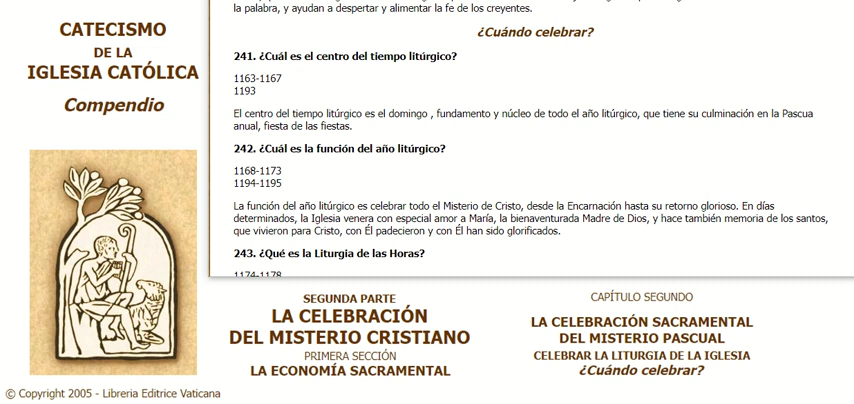 CATECISMO
DE LA
IGLESIA CATÓLICA
Compendio
la palabra, y ayudan a despertar y alimentar la fe de los creyentes.
¿Cuándo celebrar?
241. ¿Cuál es el centro del tiempo litúrgico?
1163-1167
1193
El centro del tiempo litúrgico es el domingo , fundamento y núcleo de todo el año litúrgico, que tiene su culminación en la Pascua
anual, fiesta de las fiestas.
242. ¿Cuál es la función del año litúrgico?
1168-1173
1194-1195
La función del año litúrgico es celebrar todo el Misterio de Cristo, desde la Encarnación hasta su retorno glorioso. En días
determinados, la Iglesia venera con especial amor a María, la bienaventurada Madre de Dios, y hace también memoria de los santos,
que vivieron para Cristo, con Él padecieron y con Él han sido glorificados.
243. ¿Qué es la Liturgia de las Horas?
1174-1178
SEGUNDA PARTE
LA CELEBRACIÓN
DEL MISTERIO CRISTIANO
PRIMERA SECCIÓN
LA ECONOMÍA SACRAMENTAL
CAPÍTULO SEGUNDO
LA CELEBRACIÓN SACRAMENTAL
DEL MISTERIO PASCUAL
CELEBRAR LA LITURGIA DE LA IGLESIA
¿Cuándo celebrar?
© Copyright 2005 - Libreria Editrice Vaticana